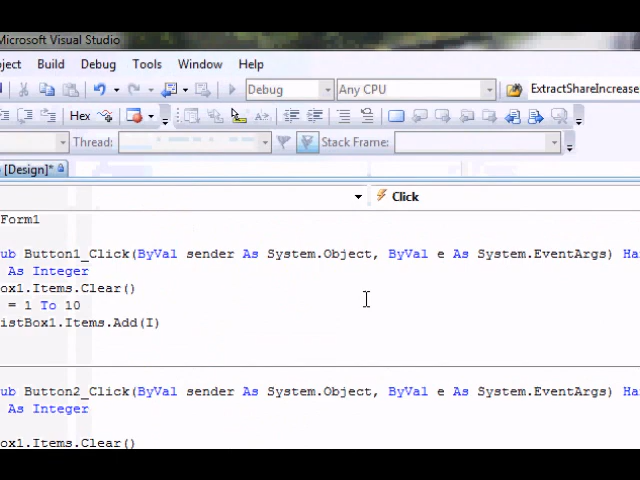 Microsoft Visual Studio
ject Build Debug Tools Window Help
Debug Any CPU ExtractShareIncrease
Hex
Thread: Stack Frame:
[Design]*
Click
Form1
ub Button1_Click(ByVal sender As System.Object, ByVal e As System.EventArgs) Ha
As Integer
ox1.Items.Clear()
= 1 To 10
istBox1.Items.Add(I)
ub Button2_Click(ByVal sender As System.Object, ByVal e As System.EventArgs) Ha
As Integer
ox1.Items.Clear()